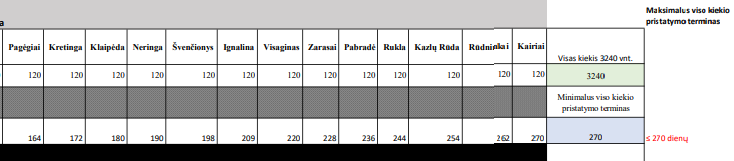 Maksimalus viso kiekio
pristatymo terminas
a
Pagėgiai Kretinga Klaipėda Neringa Švenčionys Ignalina Visaginas Zarasai Pabradė Rukla Kazlų Rūda Kairiai Visas kiekis 3240 vnt.
120 120 120 120 120 120 120 120 120 120 120 120 120 3240
Minimalus viso kiekio
pristatymo terminas
164 172 180 190 198 209 220 228 236 244 254 262 270 270 ≤ 270 dienų